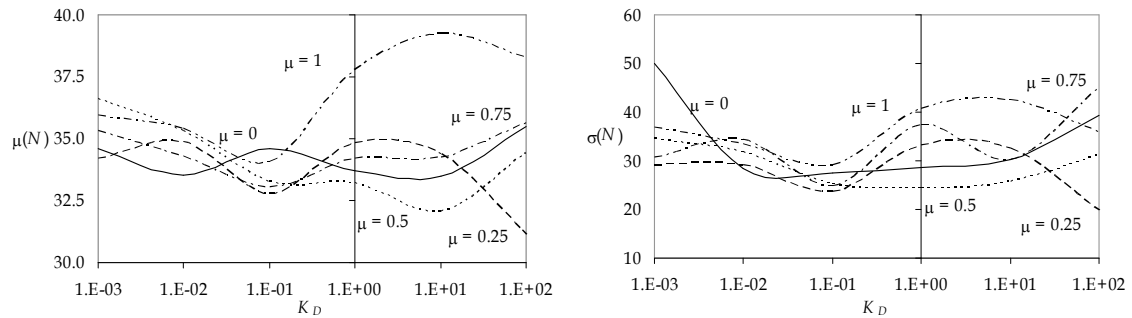 40.0
37.5
35.0
32.5
30.0
μ(N)
μ = 1
μ = 0.75
μ = 0
μ = 0.5
μ = 0.25
1.E-03 1.E-02 1.E-01 1.E+00 1.E+01 1.E+02
K D
60
50
40
30
20
10
σ(N)
μ = 0.75
μ = 0
μ = 1
μ = 0.5
μ = 0.25
1.E-03 1.E-02 1.E-01 1.E+00 1.E+01 1.E+02
K D